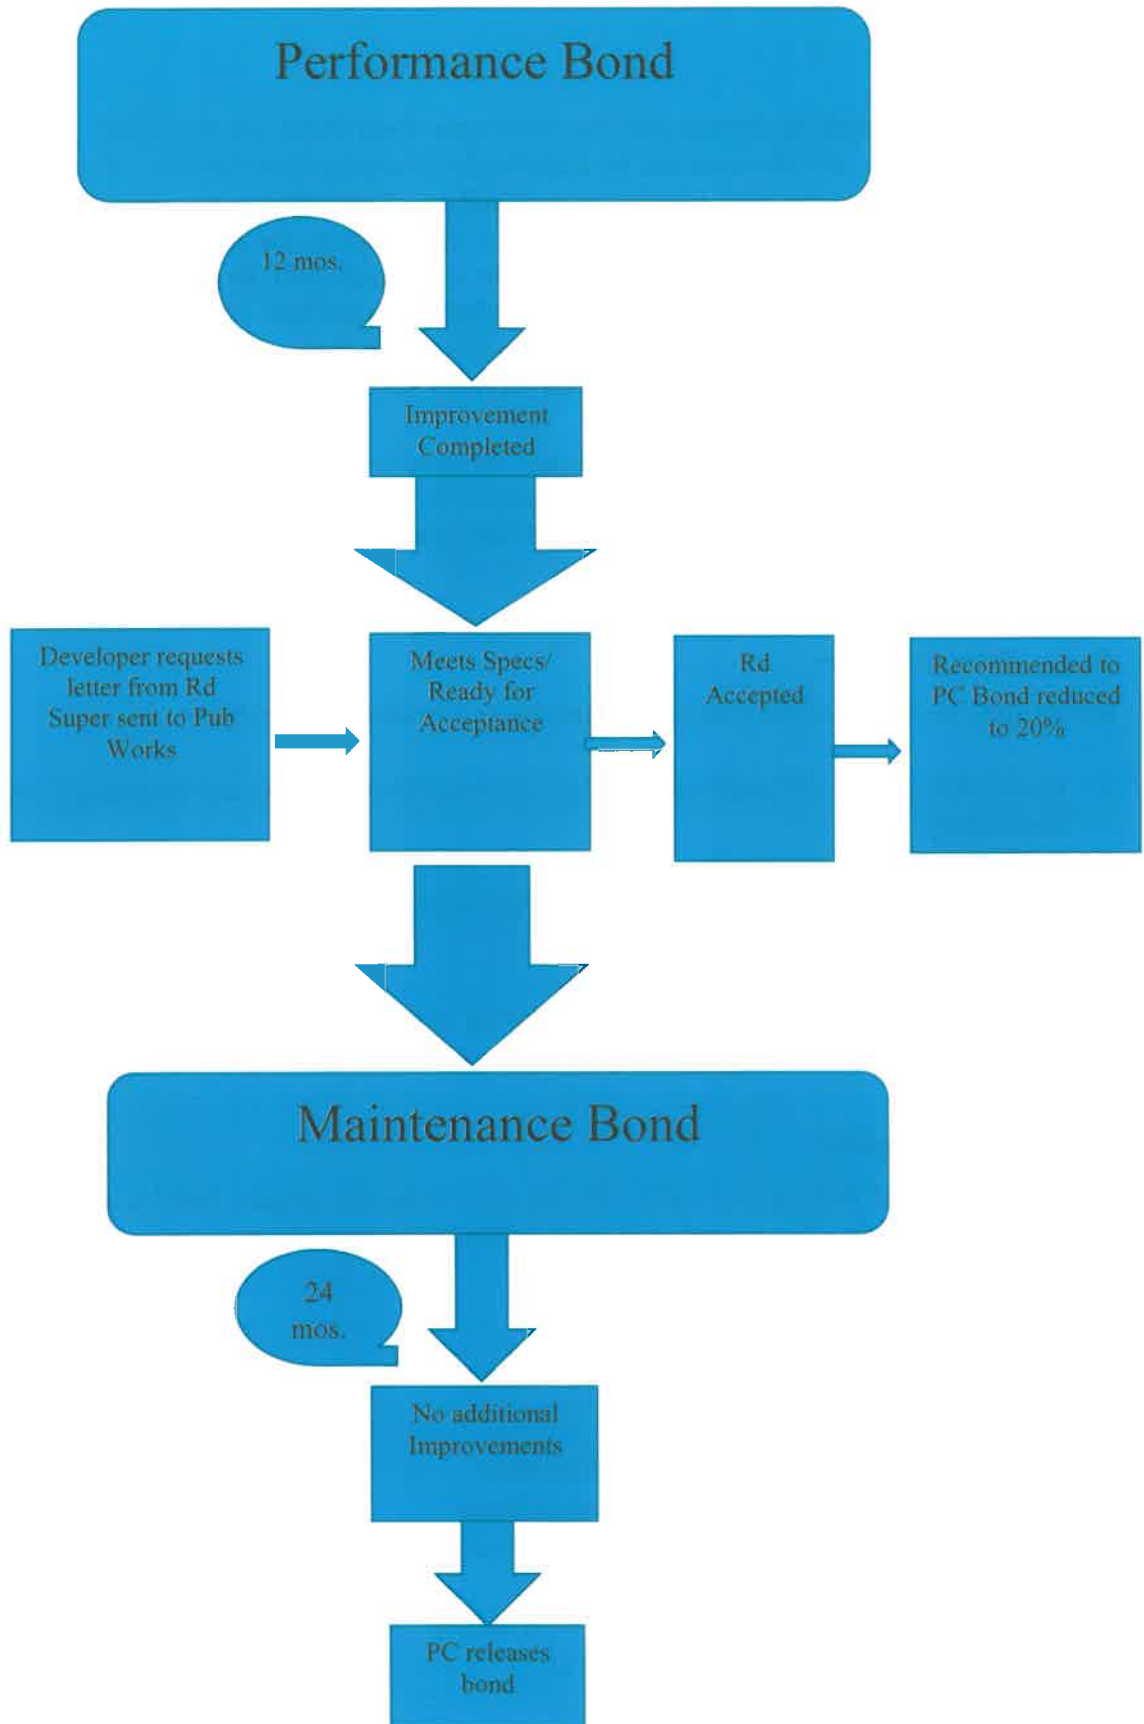 Performance Bond
12 mos.
Improvement
Completed
Developer requests
letter from Rd
Super sent to Pub
Works
Meets Specs/
Ready for
Acceptance
Rd
Accepted
Recommended to
PC Bond reduced
to 20%
Maintenance Bond
24
mos.
No additional
Improvements
PC releases
bond